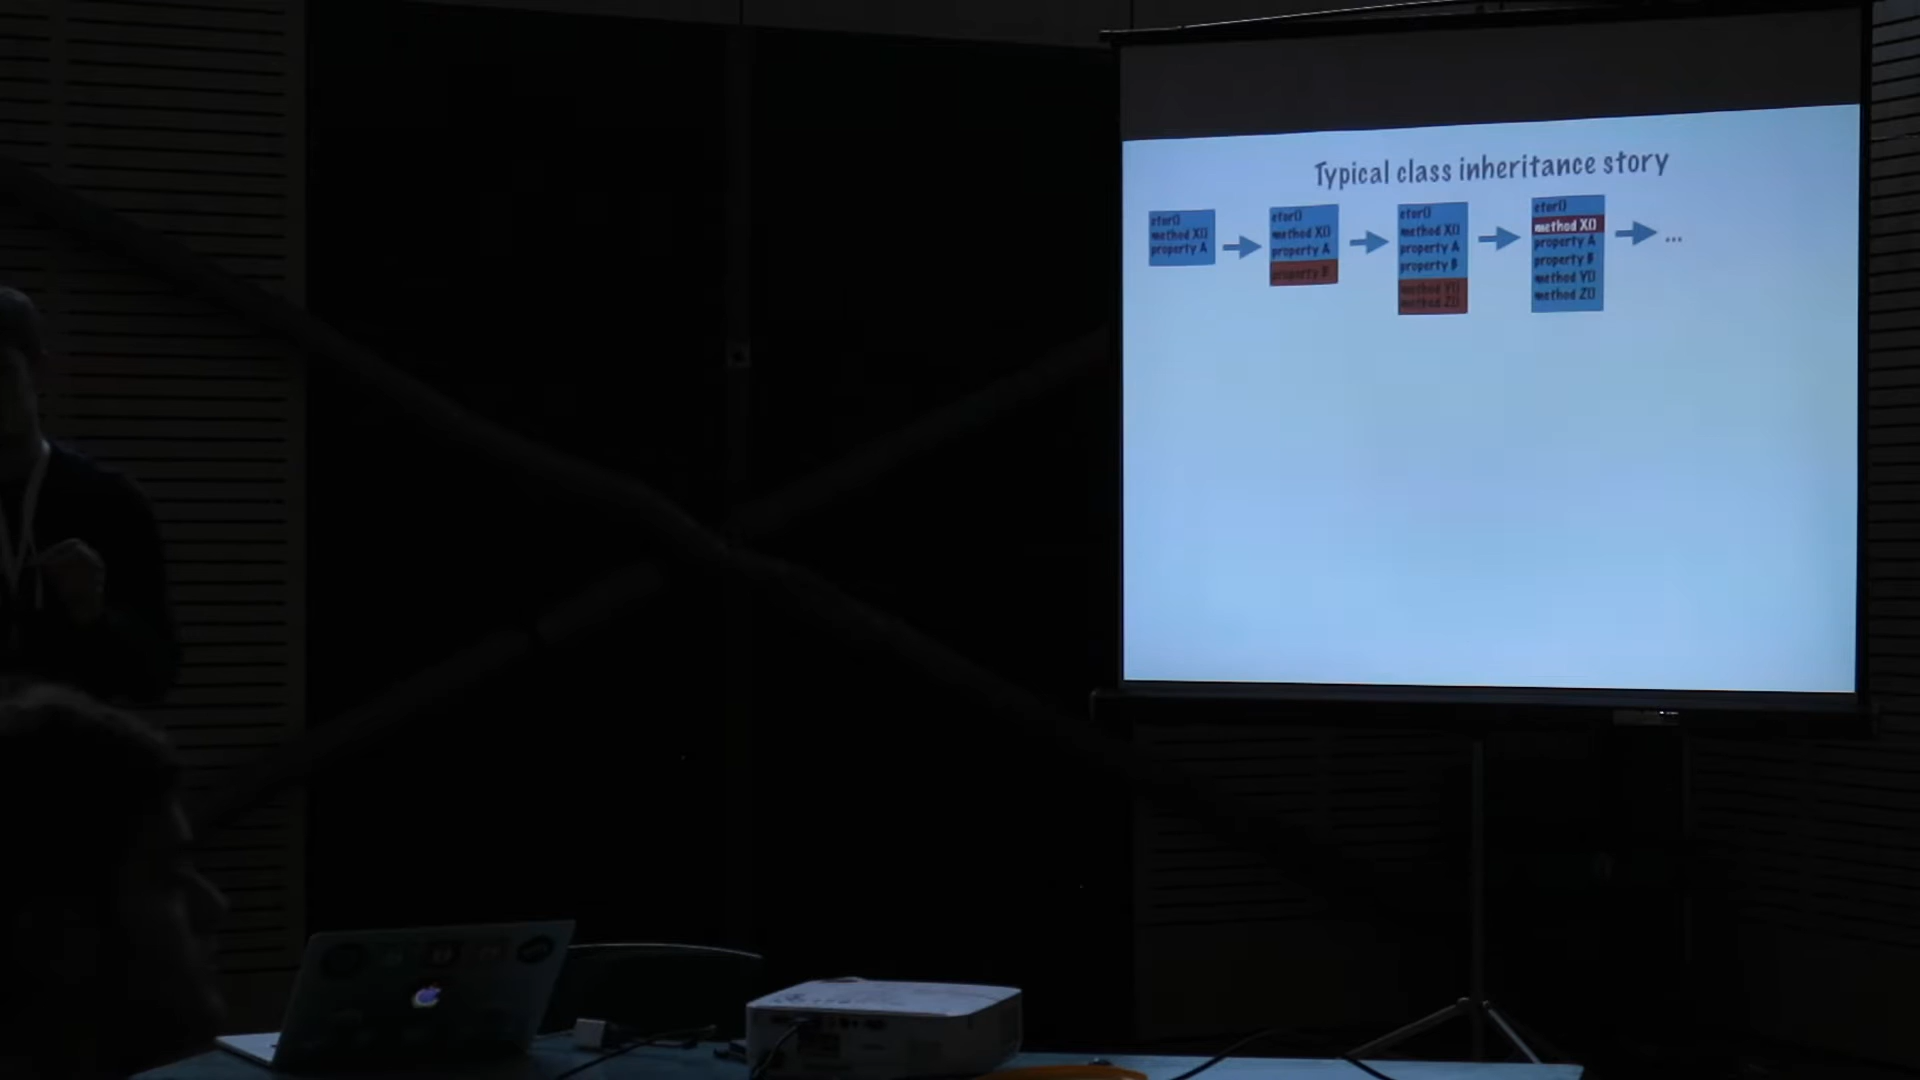 Typical class inheritance story
ctor()
method X()
property A
ctor()
method X()
property A
property B
ctor()
method X()
property A
property B
method Y()
method Z()
ctor()
method X()
property A
property B
method Y()
method Z()
...